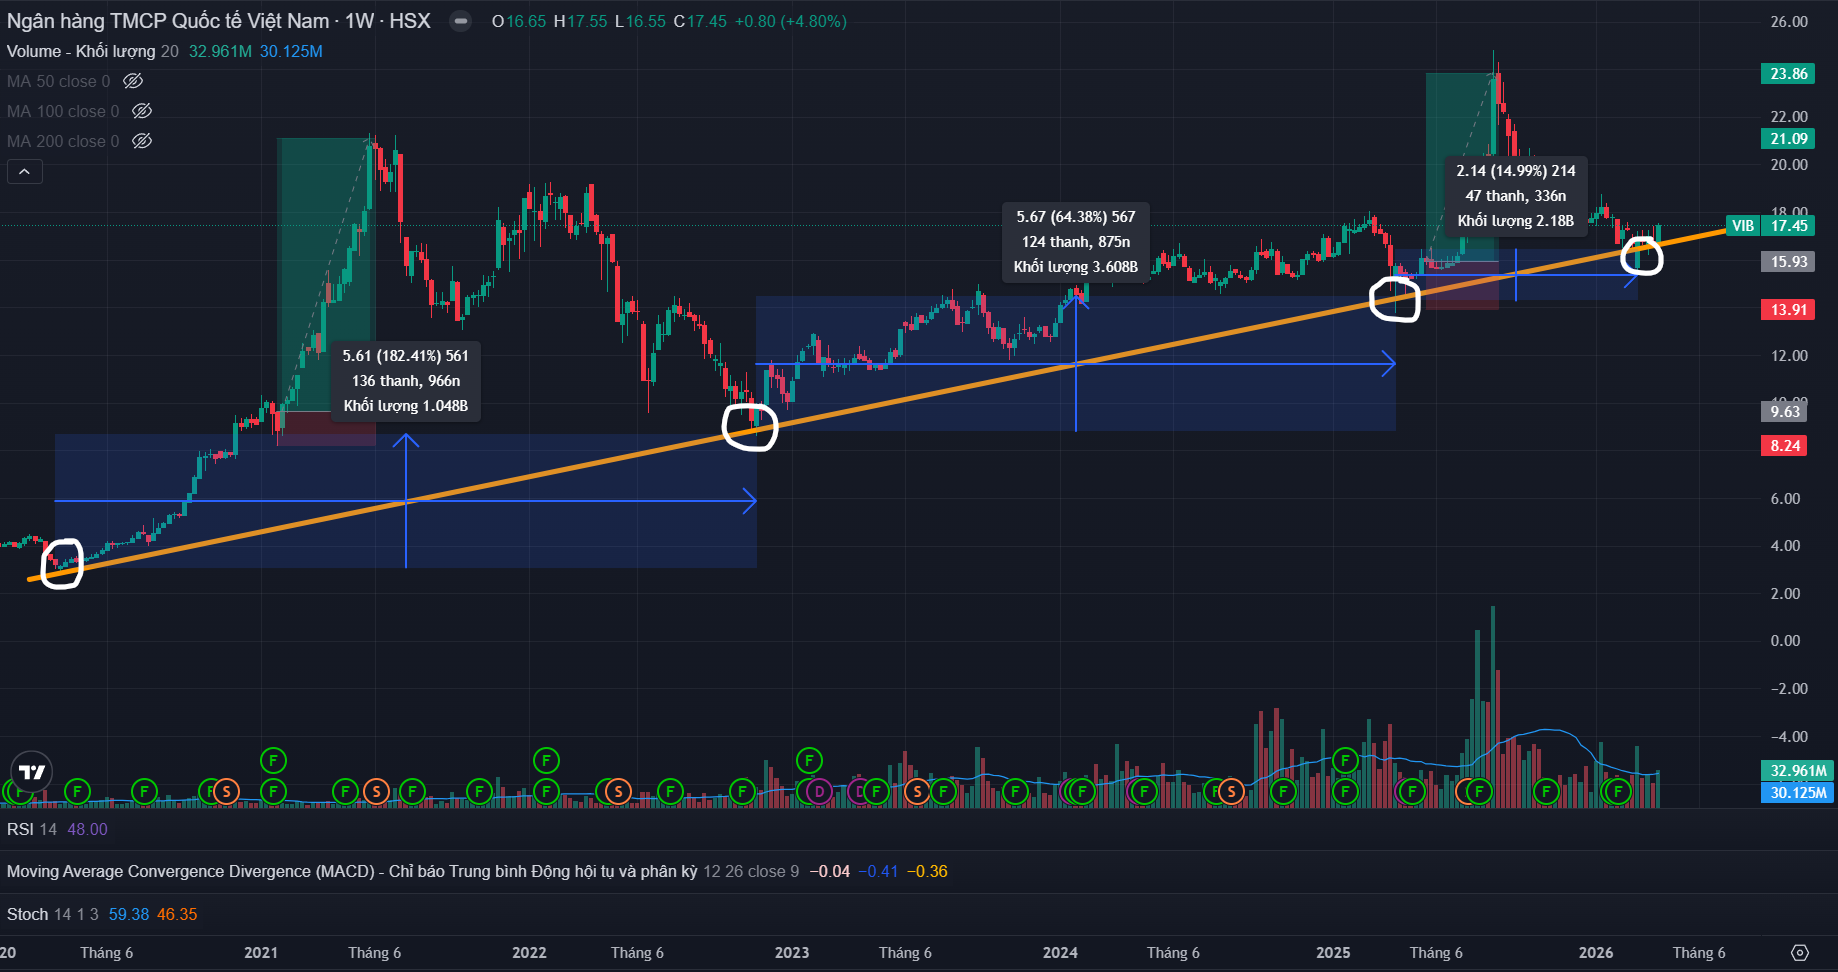 Ngân hàng TMCP Quốc tế Việt Nam · 1W · HSX O16.65 H17.55 L16.55 C17.45 +0.80 (+4.80%)
Volume - Khối lượng 20 32.961M 30.125M
MA 50 close 0
MA 100 close 0
MA 200 close 0
26.00
23.86
22.00
21.09
20.00
18.00
VIB 17.45
15.93
13.91
12.00
10.00
9.63
8.24
6.00
4.00
2.00
0.00
−2.00
−4.00
32.961M
30.125M
2.14 (14.99%) 214
47 thanh, 336n
Khối lượng 2.18B
5.67 (64.38%) 567
124 thanh, 875n
Khối lượng 3.608B
5.61 (182.41%) 561
136 thanh, 966n
Khối lượng 1.048B
F F F F
F F F F S F F S F F F S F F D D F S F F F F F S F F F S F F F
RSI 14 48.00
Moving Average Convergence Divergence (MACD) - Chỉ báo Trung bình Động hội tụ và phân kỳ 12 26 close 9 −0.04 −0.41 −0.36
Stoch 14 1 3 59.38 46.35
20 Tháng 6 2021 Tháng 6 2022 Tháng 6 2023 Tháng 6 2024 Tháng 6 2025 Tháng 6 2026 Tháng 6